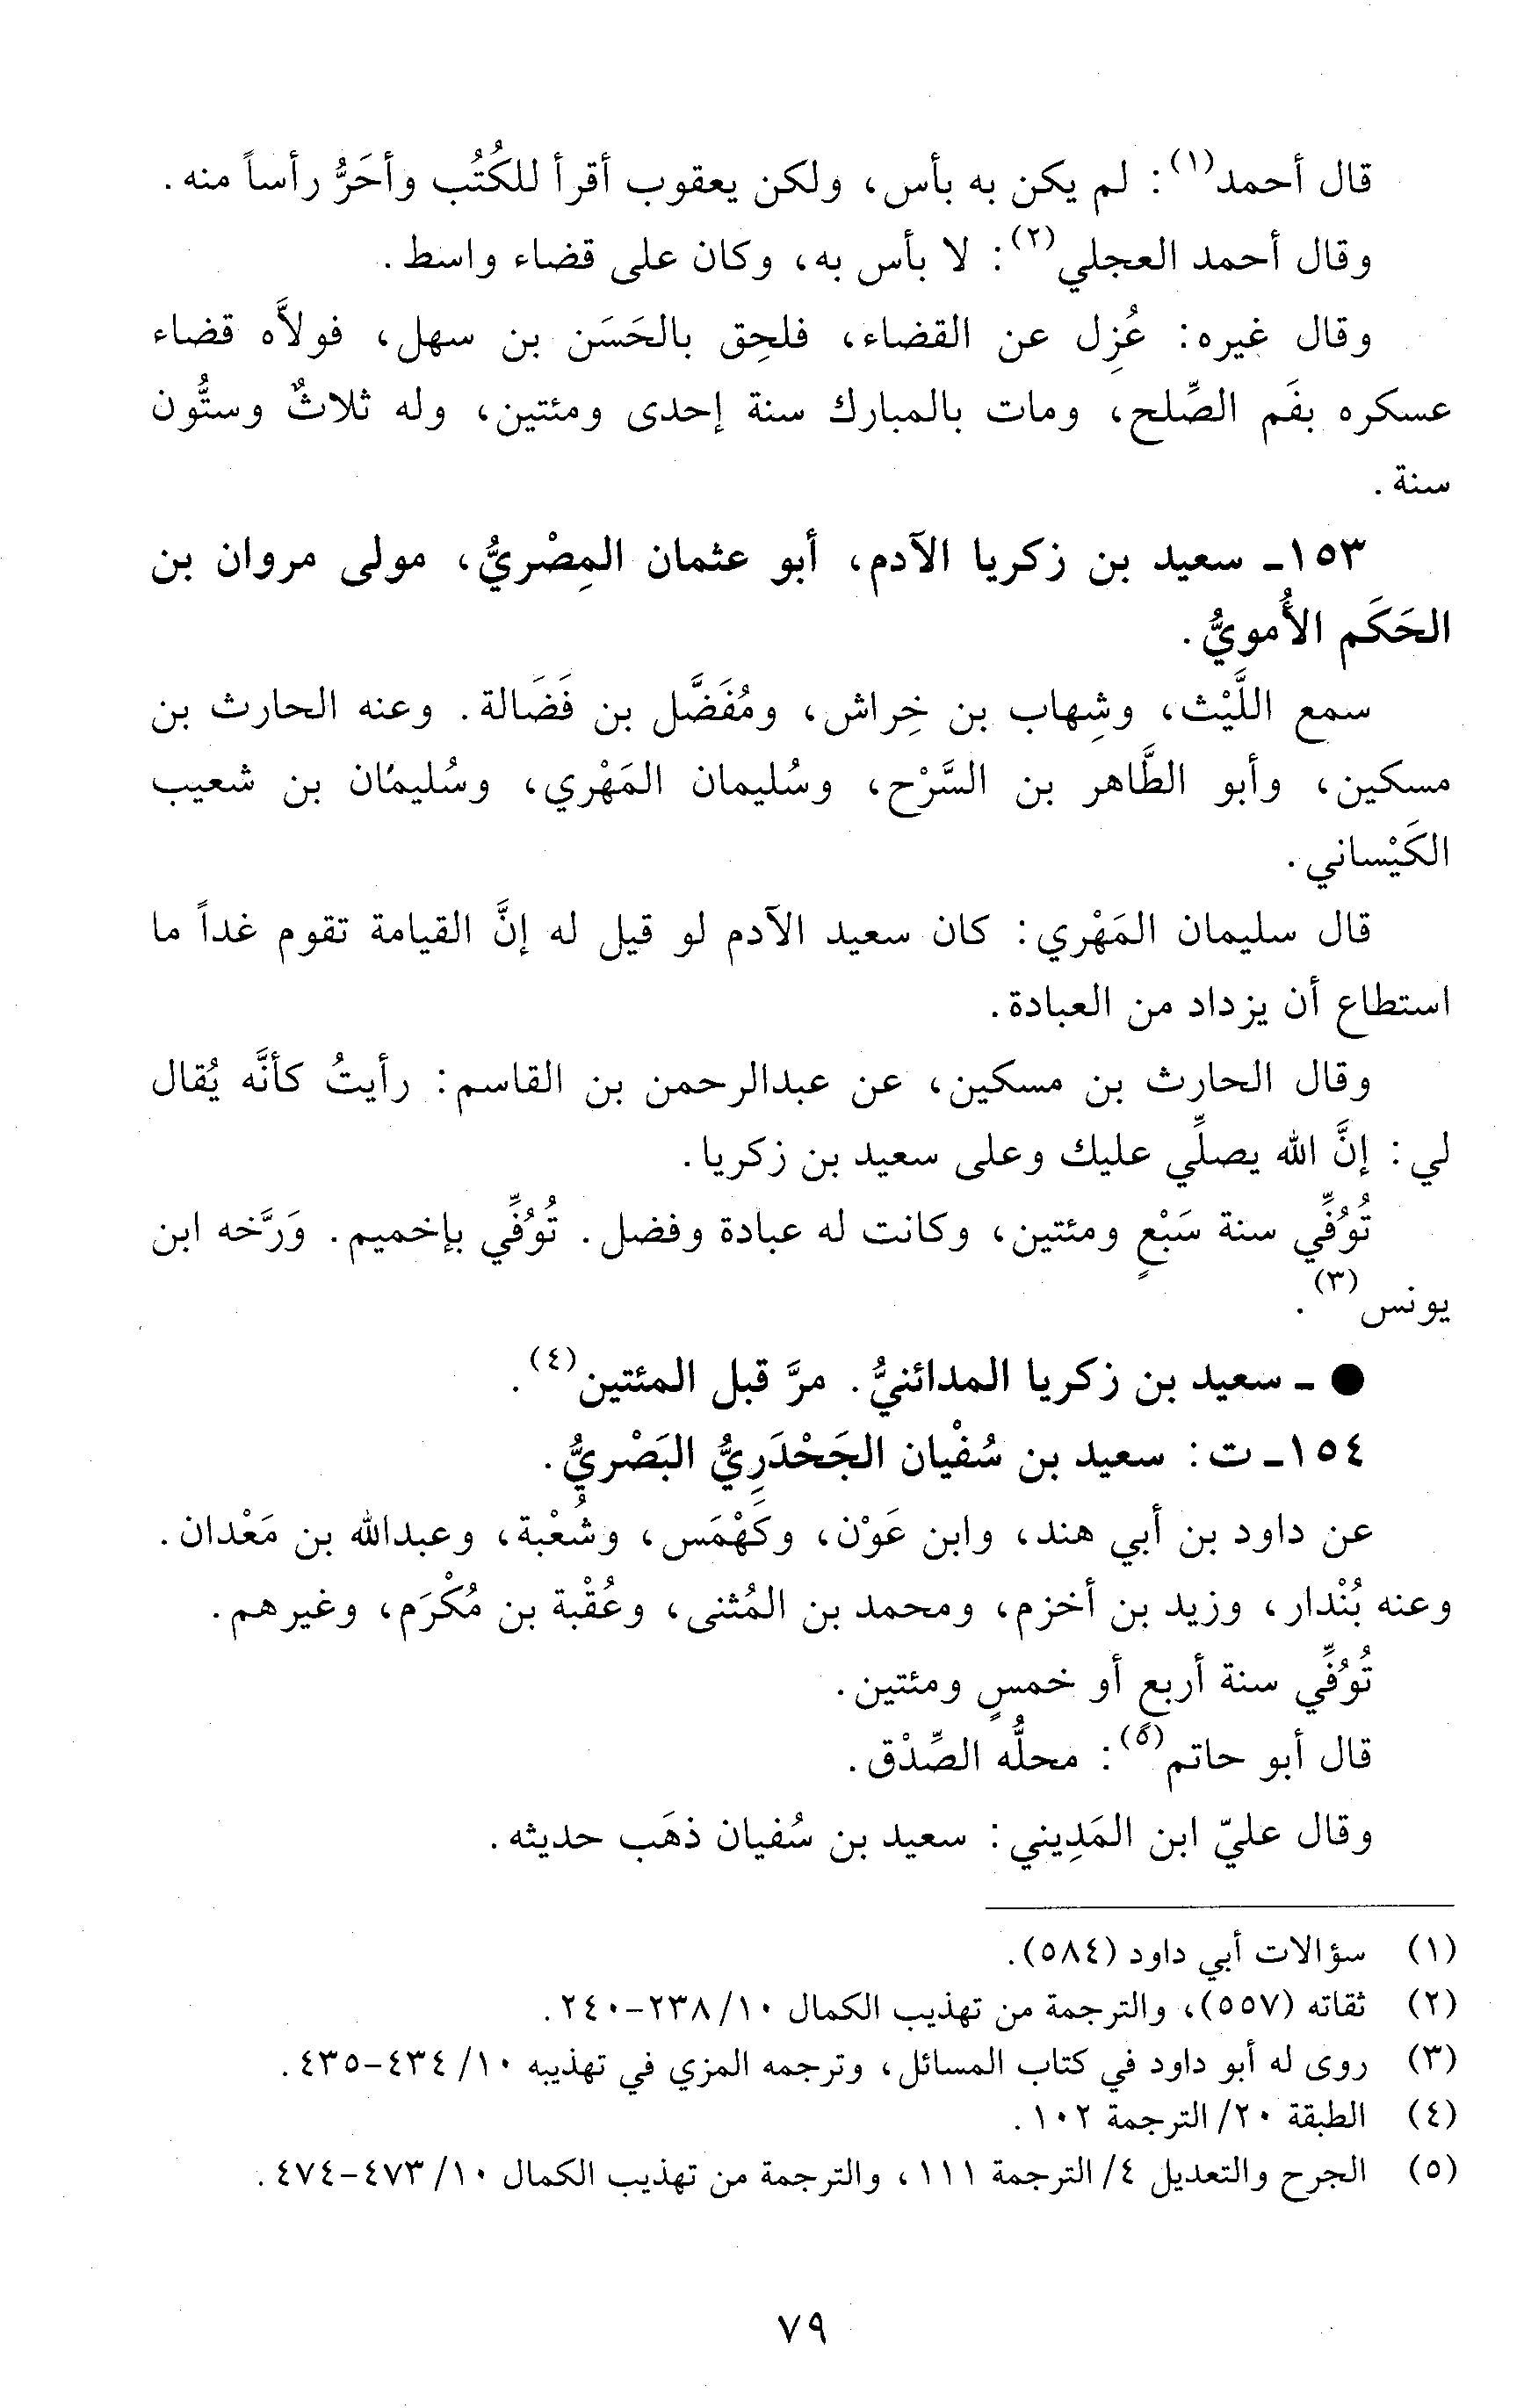 قال أحمد(١): لم يكن به بأس، ولكن يعقوب أقرأ للكُتُب وأحَرُّ رأساً منه.
وقال أحمد العجلي(٢): لا بأس به، وكان على قضاء واسط.
وقال غيره: عُزِل عن القضاء، فلحِق بالحَسَن بن سهل، فولاَّه قضاء
عسكره بفَم الصِّلح، ومات بالمبارك سنة إحدى ومئتين، وله ثلاثٌ وستُّون
سنة.
١٥٣ـ سعيد بن زكريا الآدم، أبو عثمان المِصْريُّ، مولى مروان بن
الحَكَم الأُمويُّ.
سمع اللَّيْث، وشِهاب بن خِراش، ومُفَضَّل بن فَضَالة. وعنه الحارث بن
مسكين، وأبو الطَّاهر بن السَّرْح، وسُليمان المَهْري، وسُليمُان بن شعيب
الكَيْساني.
قال سليمان المَهْري: كان سعيد الآدم لو قيل له إنَّ القيامة تقوم غداً ما
استطاع أن يزداد من العبادة.
وقال الحارث بن مسكين، عن عبدالرحمن بن القاسم: رأيتُ كأنَّه يُقال
لي: إنَّ الله يصلِّي عليك وعلى سعيد بن زكريا.
تُوُفِّي سنة سَبْعٍ ومئتين، وكانت له عبادة وفضل. تُوُفِّي بإخميم. وَرَّخه ابن
يونس(٣).
● ـ سعيد بن زكريا المدائنيُّ. مرَّ قبل المئتين(٤).
١٥٤ـ ت: سعيد بن سُفْيان الجَحْدَرِيُّ البَصْريُّ.
عن داود بن أبي هند، وابن عَوْن، وكَهْمَس، وشُعْبة، وعبدالله بن مَعْدان.
وعنه بُنْدار، وزيد بن أخزم، ومحمد بن المُثنى، وعُقْبة بن مُكْرَم، وغيرهم.
تُوُفِّي سنة أربعٍ أو خمسٍ ومئتين.
قال أبو حاتم(٥): محلُّه الصِّدْق.
وقال عليّ ابن المَدِيني: سعيد بن سُفيان ذهَب حديثه.
(١) سؤالات أبي داود (٥٨٤).
(٢) ثقاته (٥٥٧)، والترجمة من تهذيب الكمال ١٠/ ٢٣٨-٢٤٠.
(٣) روى له أبو داود في كتاب المسائل، وترجمه المزي في تهذيبه ١٠/ ٤٣٤-٤٣٥.
(٤) الطبقة ٢٠/ الترجمة ١٠٢.
(٥) الجرح والتعديل ٤/ الترجمة ١١١، والترجمة من تهذيب الكمال ١٠/ ٤٧٣-٤٧٤.
٧٩